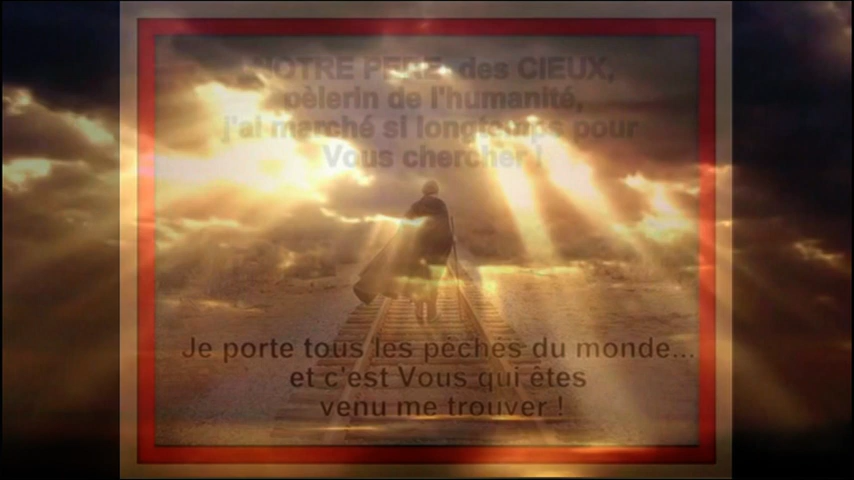 NOTRE PERE des CIEUX,
pèlerin de l'humanité,
j'ai marché si longtemps pour
Vous chercher !
Je porte tous les pêchés du monde...
et c'est Vous qui êtes
venu me trouver !